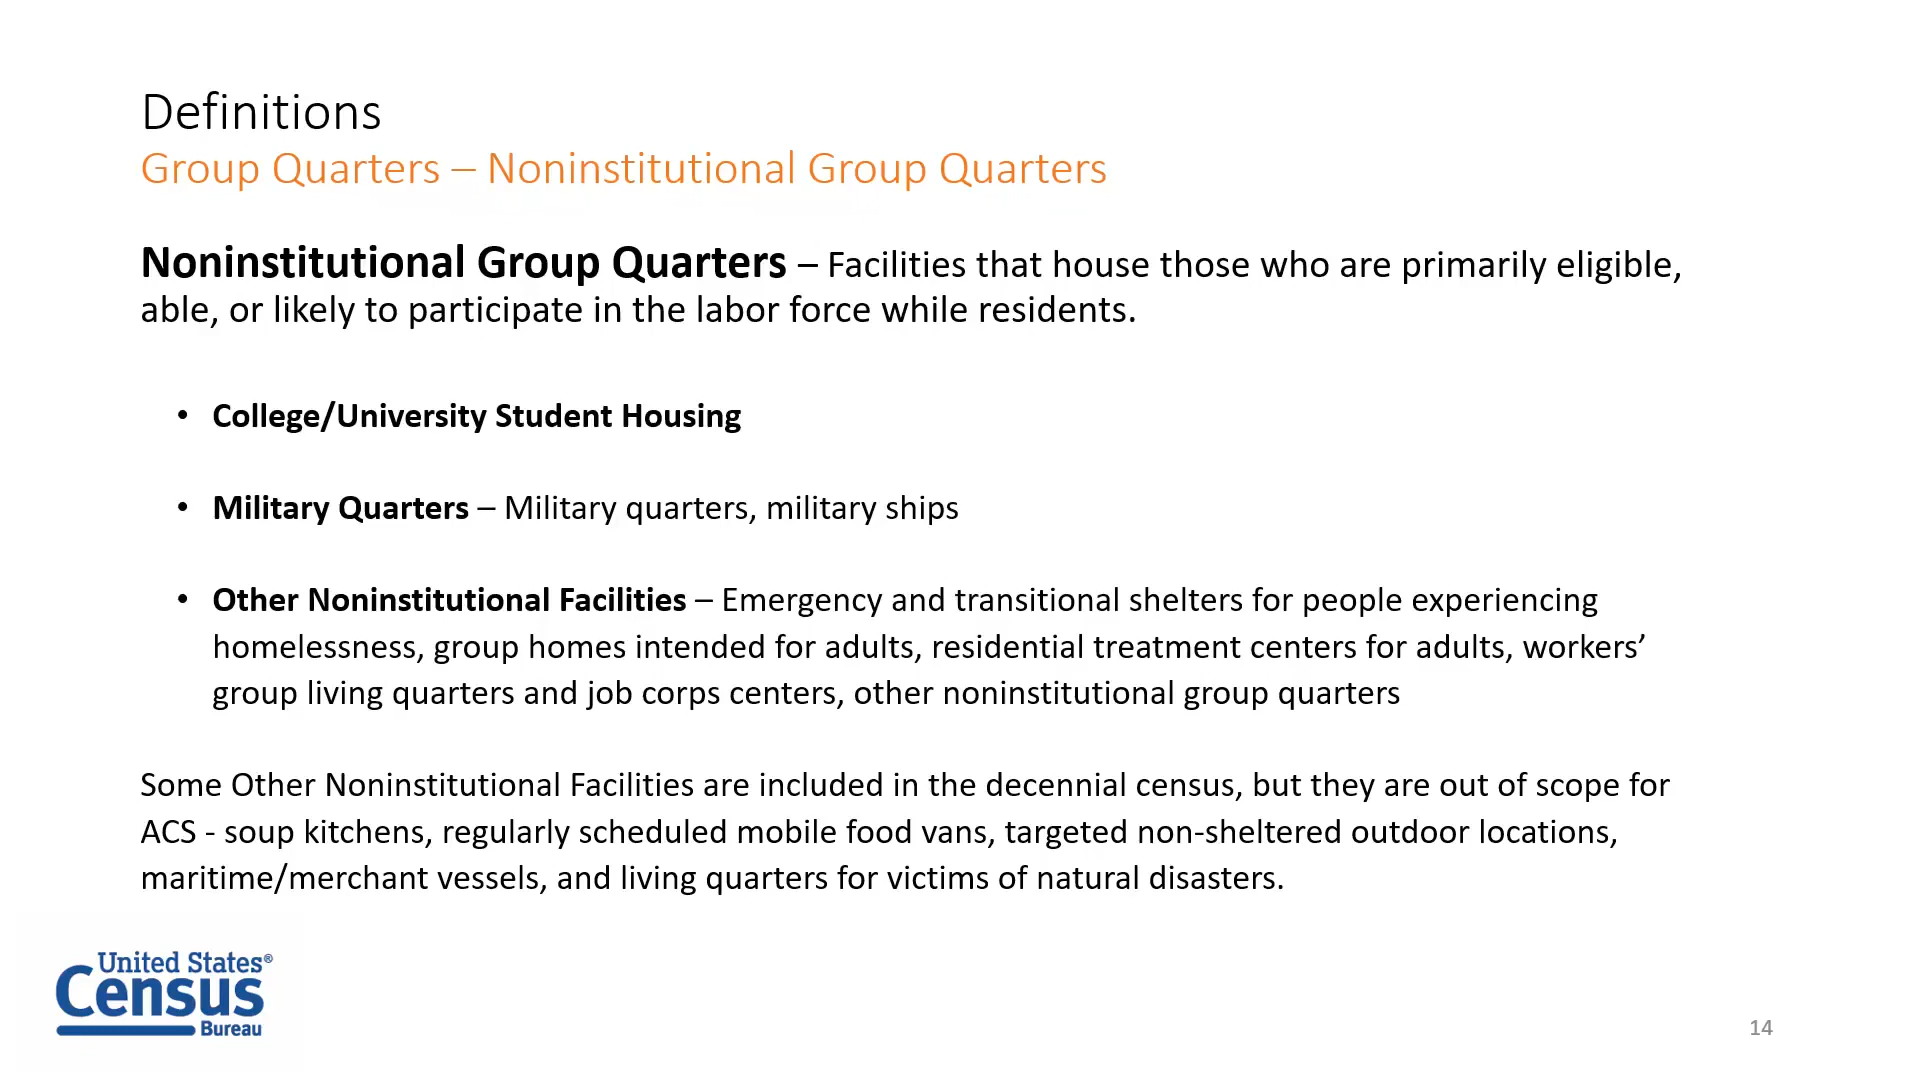 Definitions
Group Quarters – Noninstitutional Group Quarters
Noninstitutional Group Quarters – Facilities that house those who are primarily eligible,
able, or likely to participate in the labor force while residents.
• College/University Student Housing
• Military Quarters – Military quarters, military ships
• Other Noninstitutional Facilities – Emergency and transitional shelters for people experiencing
homelessness, group homes intended for adults, residential treatment centers for adults, workers’
group living quarters and job corps centers, other noninstitutional group quarters
Some Other Noninstitutional Facilities are included in the decennial census, but they are out of scope for
ACS - soup kitchens, regularly scheduled mobile food vans, targeted non-sheltered outdoor locations,
maritime/merchant vessels, and living quarters for victims of natural disasters.
United States®
Census
Bureau
14